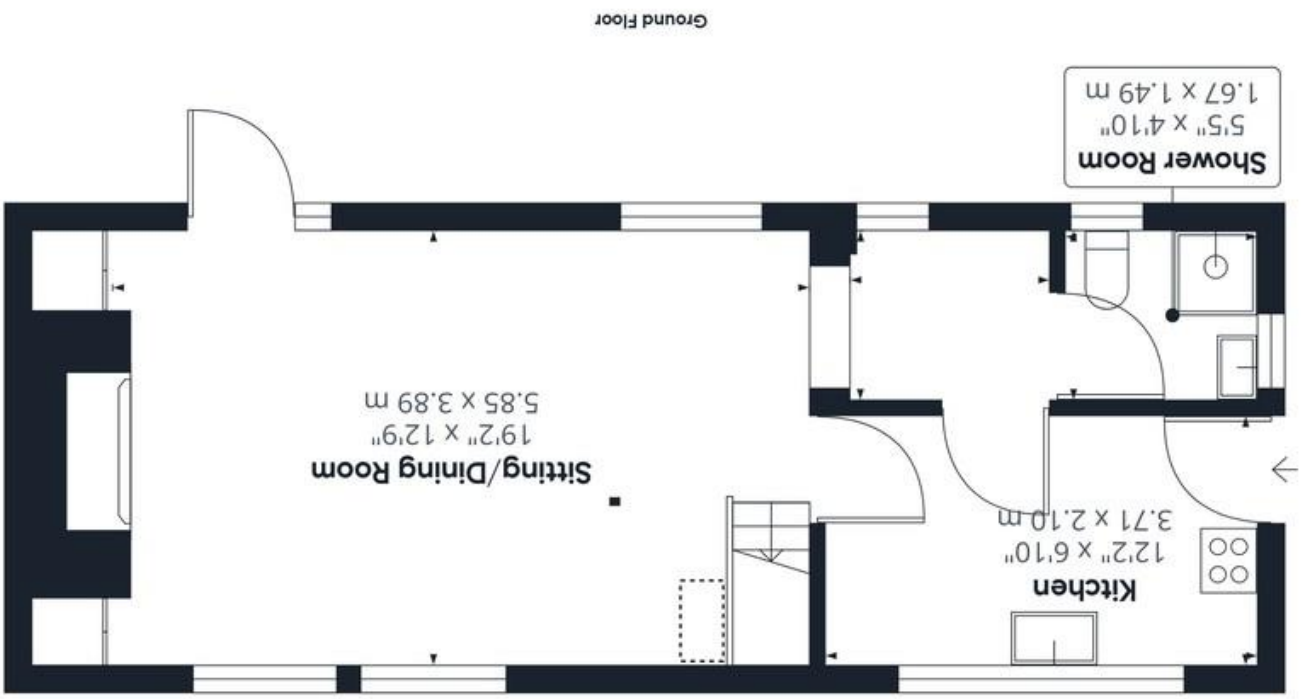 Kitchen
12'2" x 6'10"
3.71 x 2.10 m
Sitting/Dining Room
19'2" x 12'9"
5.85 x 3.89 m
Shower Room
5'5" x 4'10"
1.67 x 1.49 m
Ground Floor